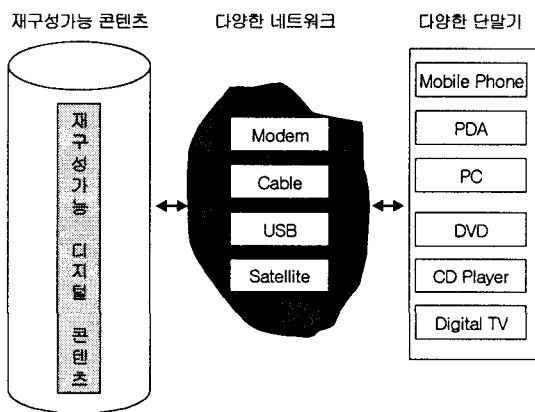 재구성가능 콘텐츠
다양한 네트워크
다양한 단말기
재구성가능 디지털 콘텐츠
Modem
Cable
USB
Satellite
Mobile Phone
PDA
PC
DVD
CD Player
Digital TV